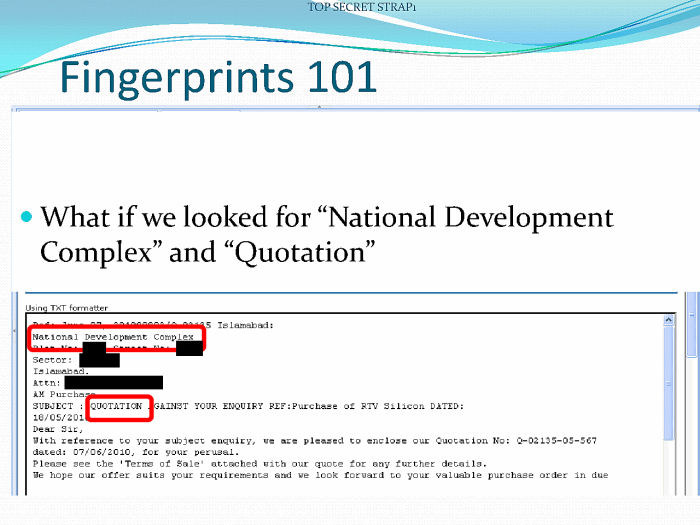 TOP SECRET STRAP1
Fingerprints 101
What if we looked for “National Development
Complex” and “Quotation”
Using TXT formatter
Islamabad:
National Development Complex
Sector:
Islamabad.
Attn:
AM Purchase
SUBJECT : QUOTATION AGAINST YOUR ENQUIRY REF:Purchase of RTV Silicon DATED:
18/05/201
Dear Sir,
With reference to your subject enquiry, we are pleased to enclose our Quotation No: Q-02135-05-567
dated: 07/06/2010, for your perusal.
Please see the 'Terms of Sale' attached with our quote for any further details.
We hope our offer suits your requirements and we look forward to your valuable purchase order in due